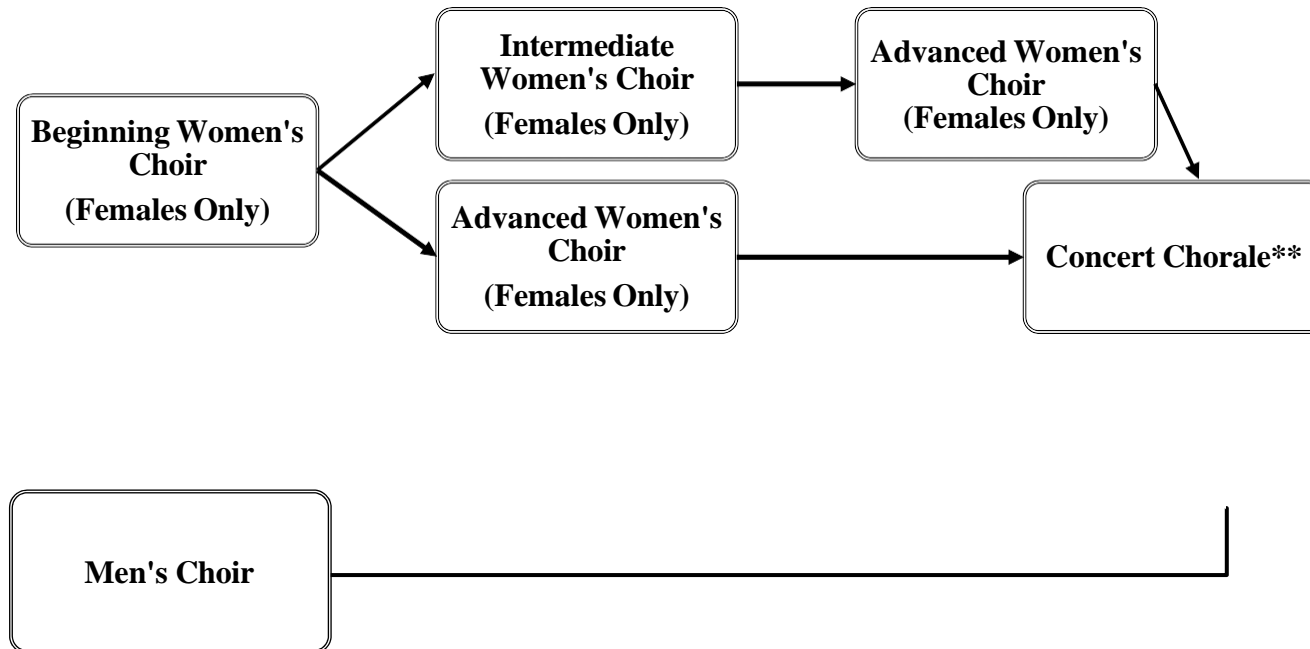 Beginning Women's
Choir
(Females Only)
Intermediate
Women's Choir
(Females Only)
Advanced Women's
Choir
(Females Only)
Advanced Women's
Choir
(Females Only)
Concert Chorale**
Men's Choir